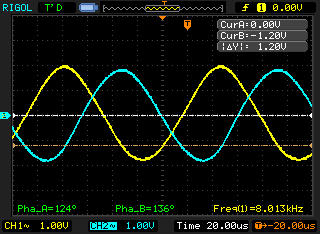 RIGOL T'D 1 0.00V
CurA: 0.00V
CurB: -1.20V
|ΔY|: 1.20V
Pha_A=124° Pha_B=136° Freq(1)=8.013kHz
CH1~ 1.00V CH2~ 1.00V Time 20.00us T→-20.00us